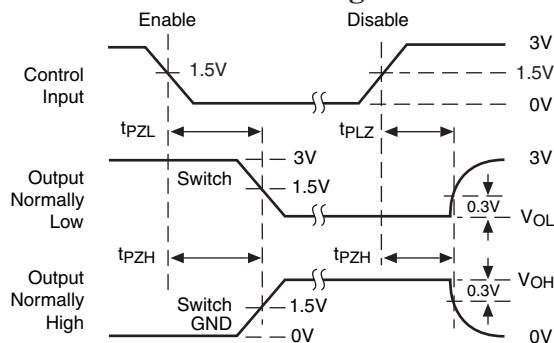 Enable
Disable
Control
Input
1.5V
3V
1.5V
0V
tPZL
tPLZ
Output
Normally
Low
Switch
3V
1.5V
3V
0.3V
VOL
tPZH
tPZH
Output
Normally
High
Switch
GND
1.5V
0V
VOH
0.3V
0V